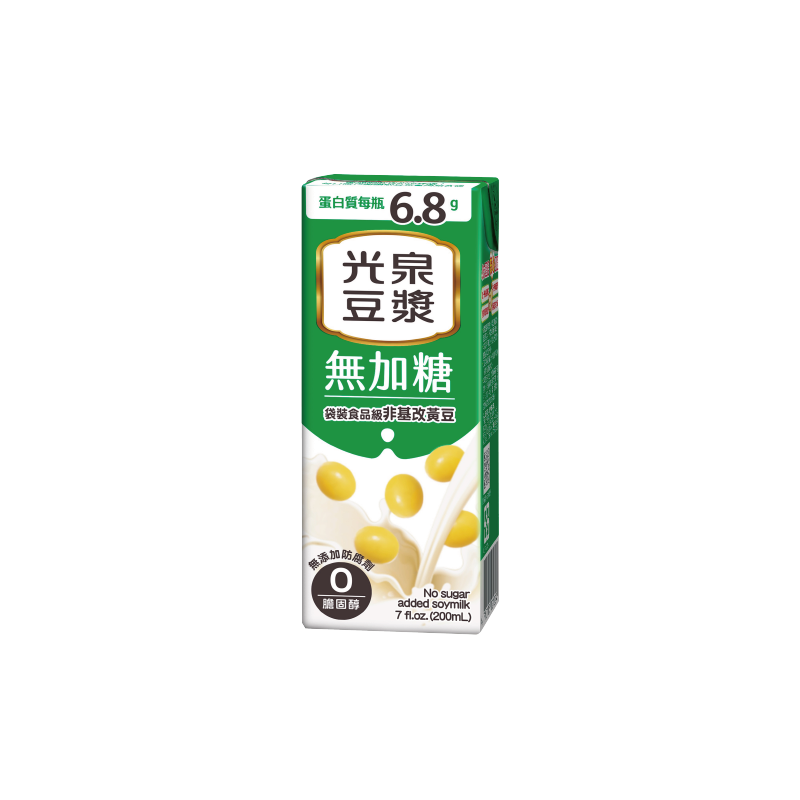 蛋白質每瓶6.8g
光泉
豆漿
無加糖
袋裝食品級非基改黃豆
無添加防腐劑
0
膽固醇
No sugar
added soymilk
7 fl.oz.(200mL)